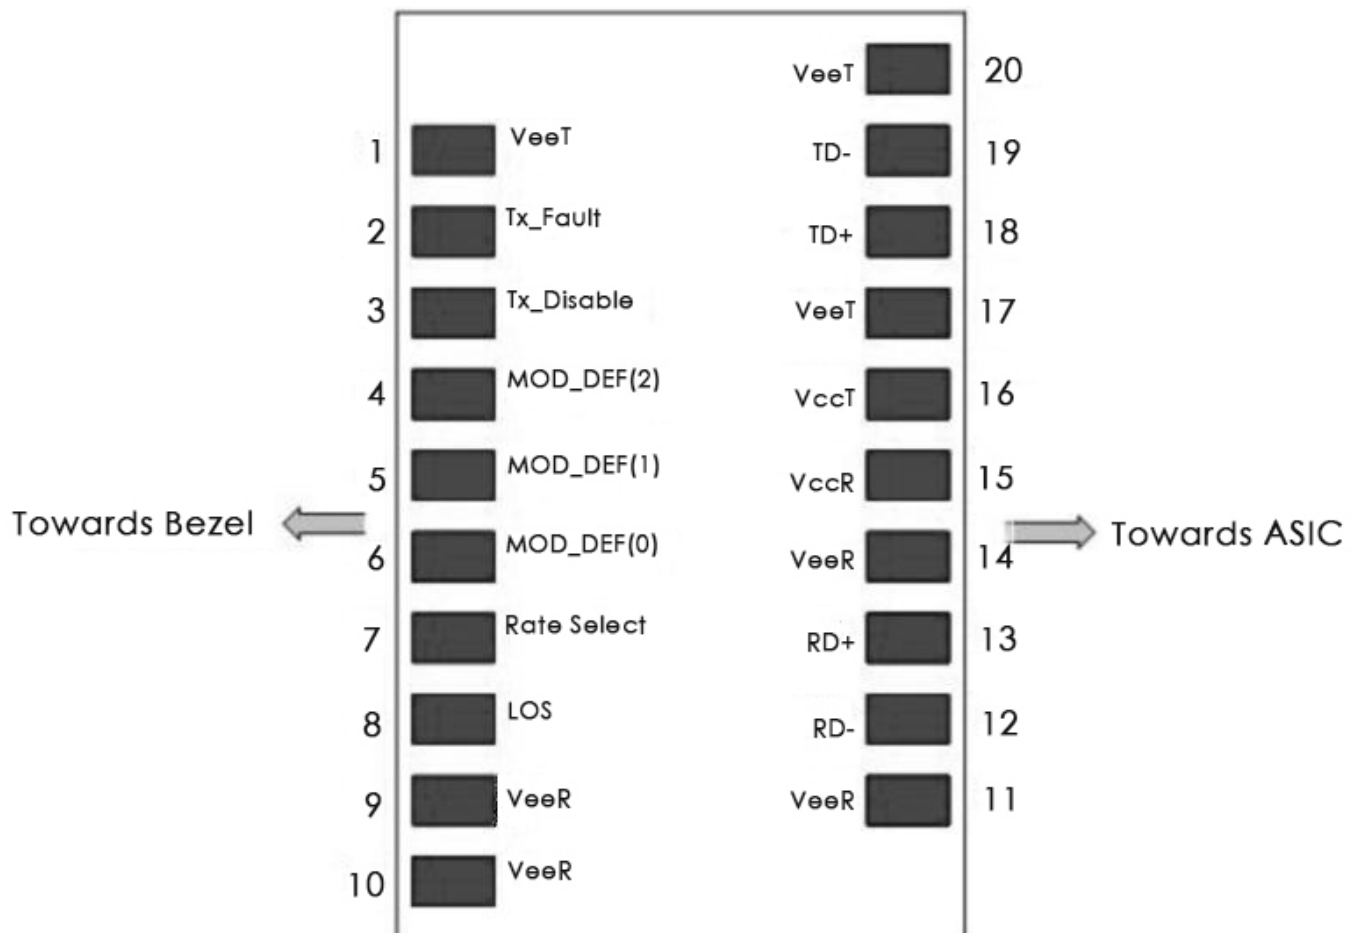 VeeT 20
1 VeeT
TD- 19
2 Tx_Fault
TD+ 18
3 Tx_Disable
VeeT 17
4 MOD_DEF(2)
VccT 16
5 MOD_DEF(1)
VccR 15
Towards Bezel
Towards ASIC
6 MOD_DEF(0)
VeeR 14
7 Rate Select
RD+ 13
8 LOS
RD- 12
9 VeeR
VeeR 11
10 VeeR